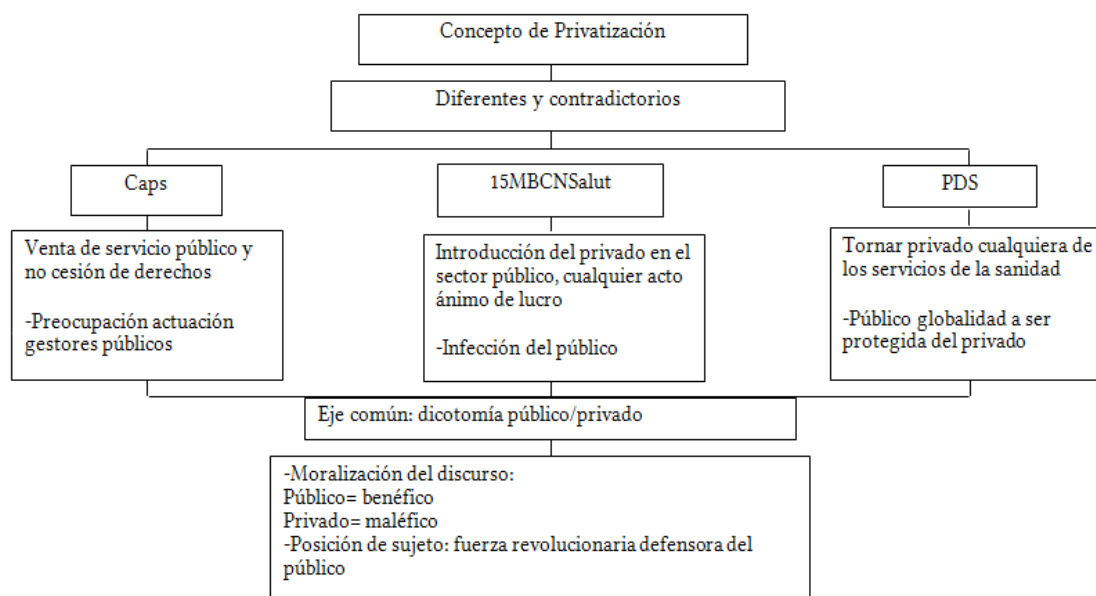 Concepto de Privatización
Diferentes y contradictorios
Caps
Venta de servicio público y
no cesión de derechos
-Preocupación actuación
gestores públicos
15MBCNSalut
Introducción del privado en el
sector público, cualquier acto
ánimo de lucro
-Infección del público
PDS
Tornar privado cualquiera de
los servicios de la sanidad
-Público globalidad a ser
protegida del privado
Eje común: dicotomía público/privado
-Moralización del discurso:
Público= benéfico
Privado= maléfico
-Posición de sujeto: fuerza revolucionaria defensora del
público